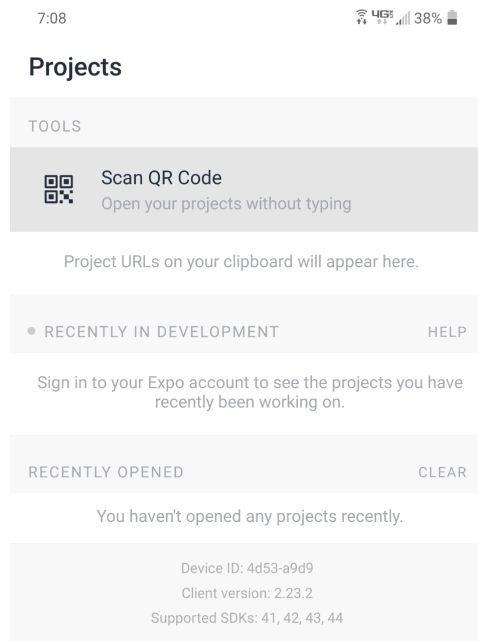 7:08
4G 38%
Projects
TOOLS
Scan QR Code
Open your projects without typing
Project URLs on your clipboard will appear here.
RECENTLY IN DEVELOPMENT HELP
Sign in to your Expo account to see the projects you have
recently been working on.
RECENTLY OPENED CLEAR
You haven't opened any projects recently.
Device ID: 4d53-a9d9
Client version: 2.23.2
Supported SDKs: 41, 42, 43, 44